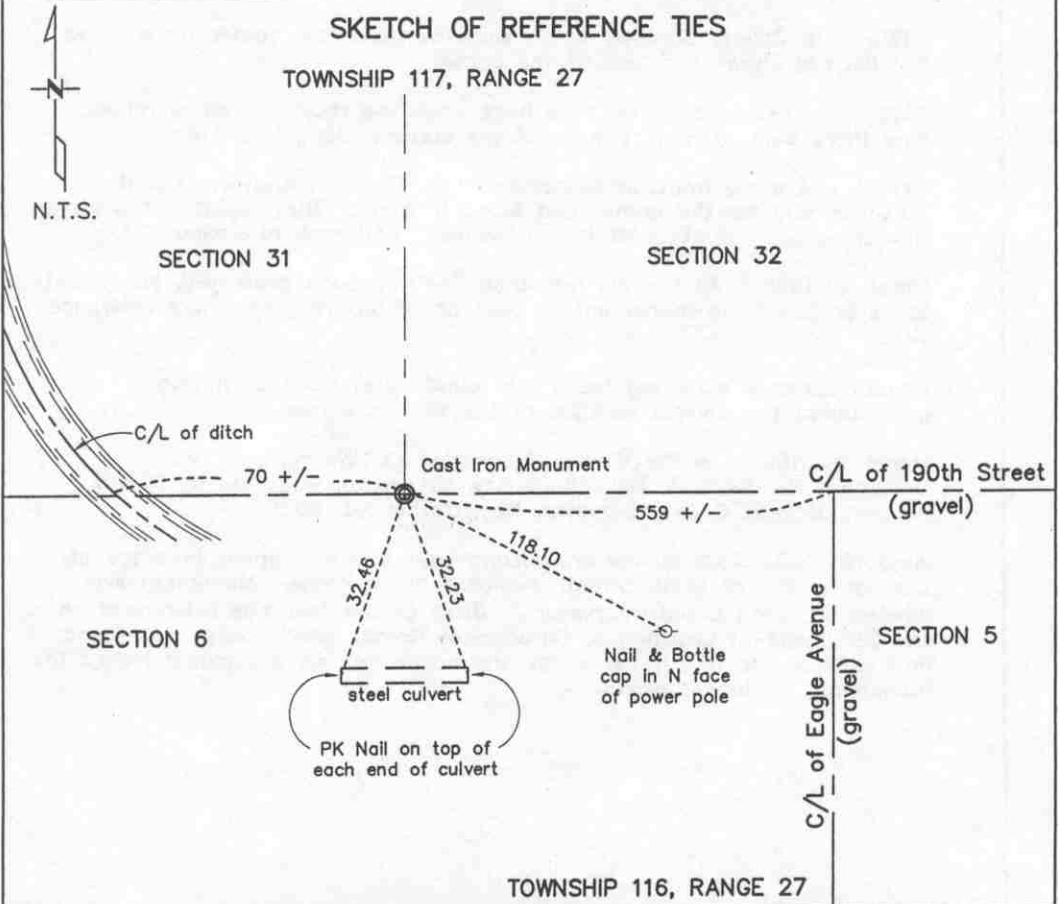 SKETCH OF REFERENCE TIES
TOWNSHIP 117, RANGE 27
N
N.T.S.
SECTION 31
SECTION 32
C/L of ditch
70 +/-
Cast Iron Monument
C/L of 190th Street
(gravel)
559 +/-
118.10
32.46
32.23
SECTION 6
SECTION 5
Nail & Bottle
cap in N face
of power pole
steel culvert
PK Nail on top of
each end of culvert
C/L of Eagle Avenue
(gravel)
TOWNSHIP 116, RANGE 27